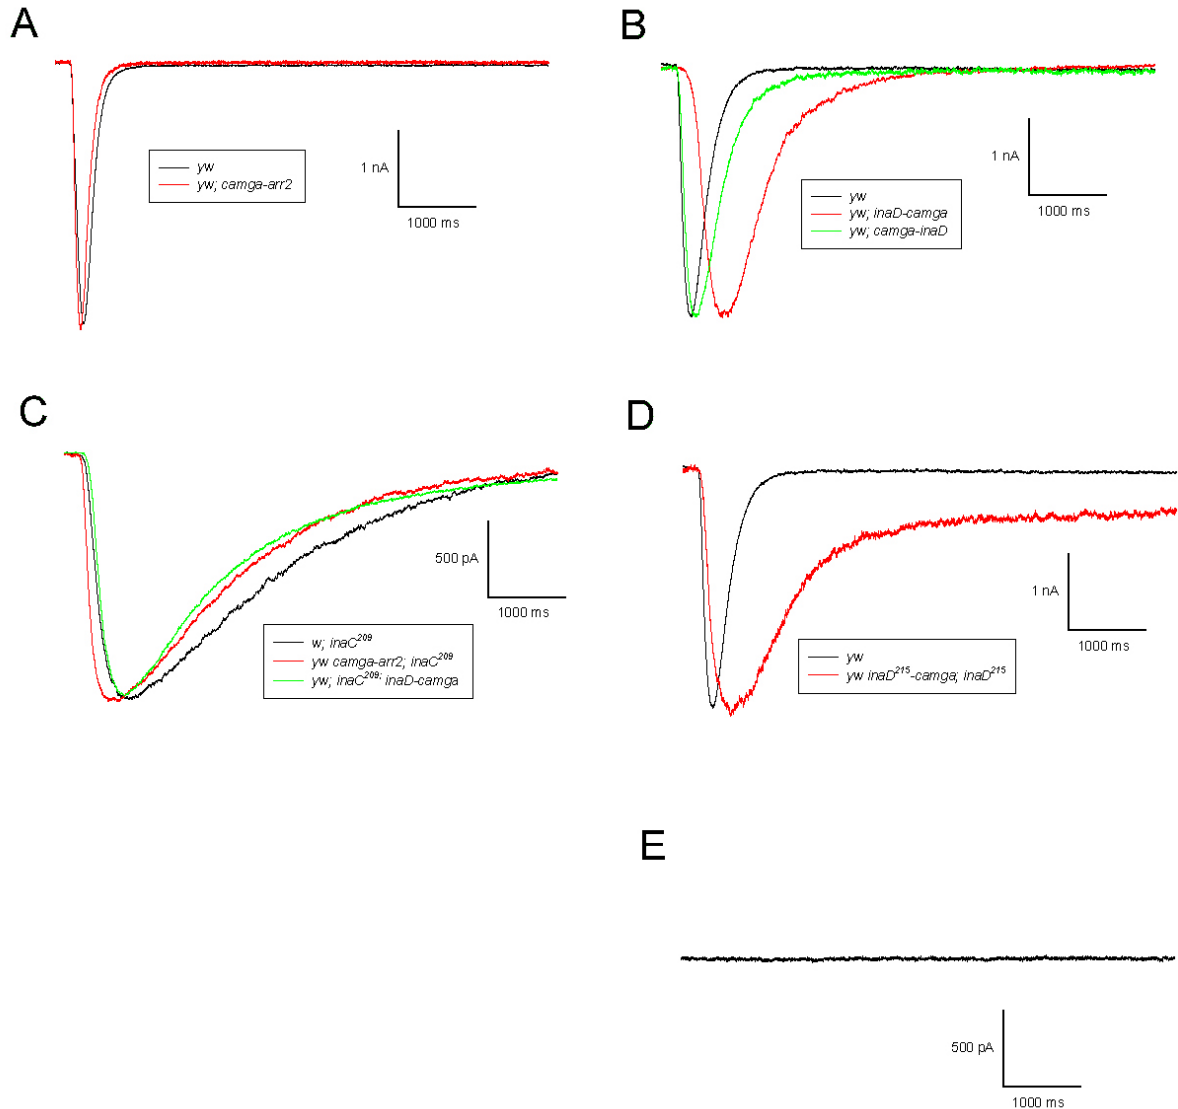 A
1 nA
1000 ms
yw
yw; camga-arr2
B
1 nA
1000 ms
yw
yw; inaD-camga
yw; camga-inaD
C
500 pA
1000 ms
w; inaC209
yw camga-arr2; inaC209
yw; inaC209; inaD-camga
D
1 nA
1000 ms
yw
yw inaD215-camga; inaD215
E
500 pA
1000 ms